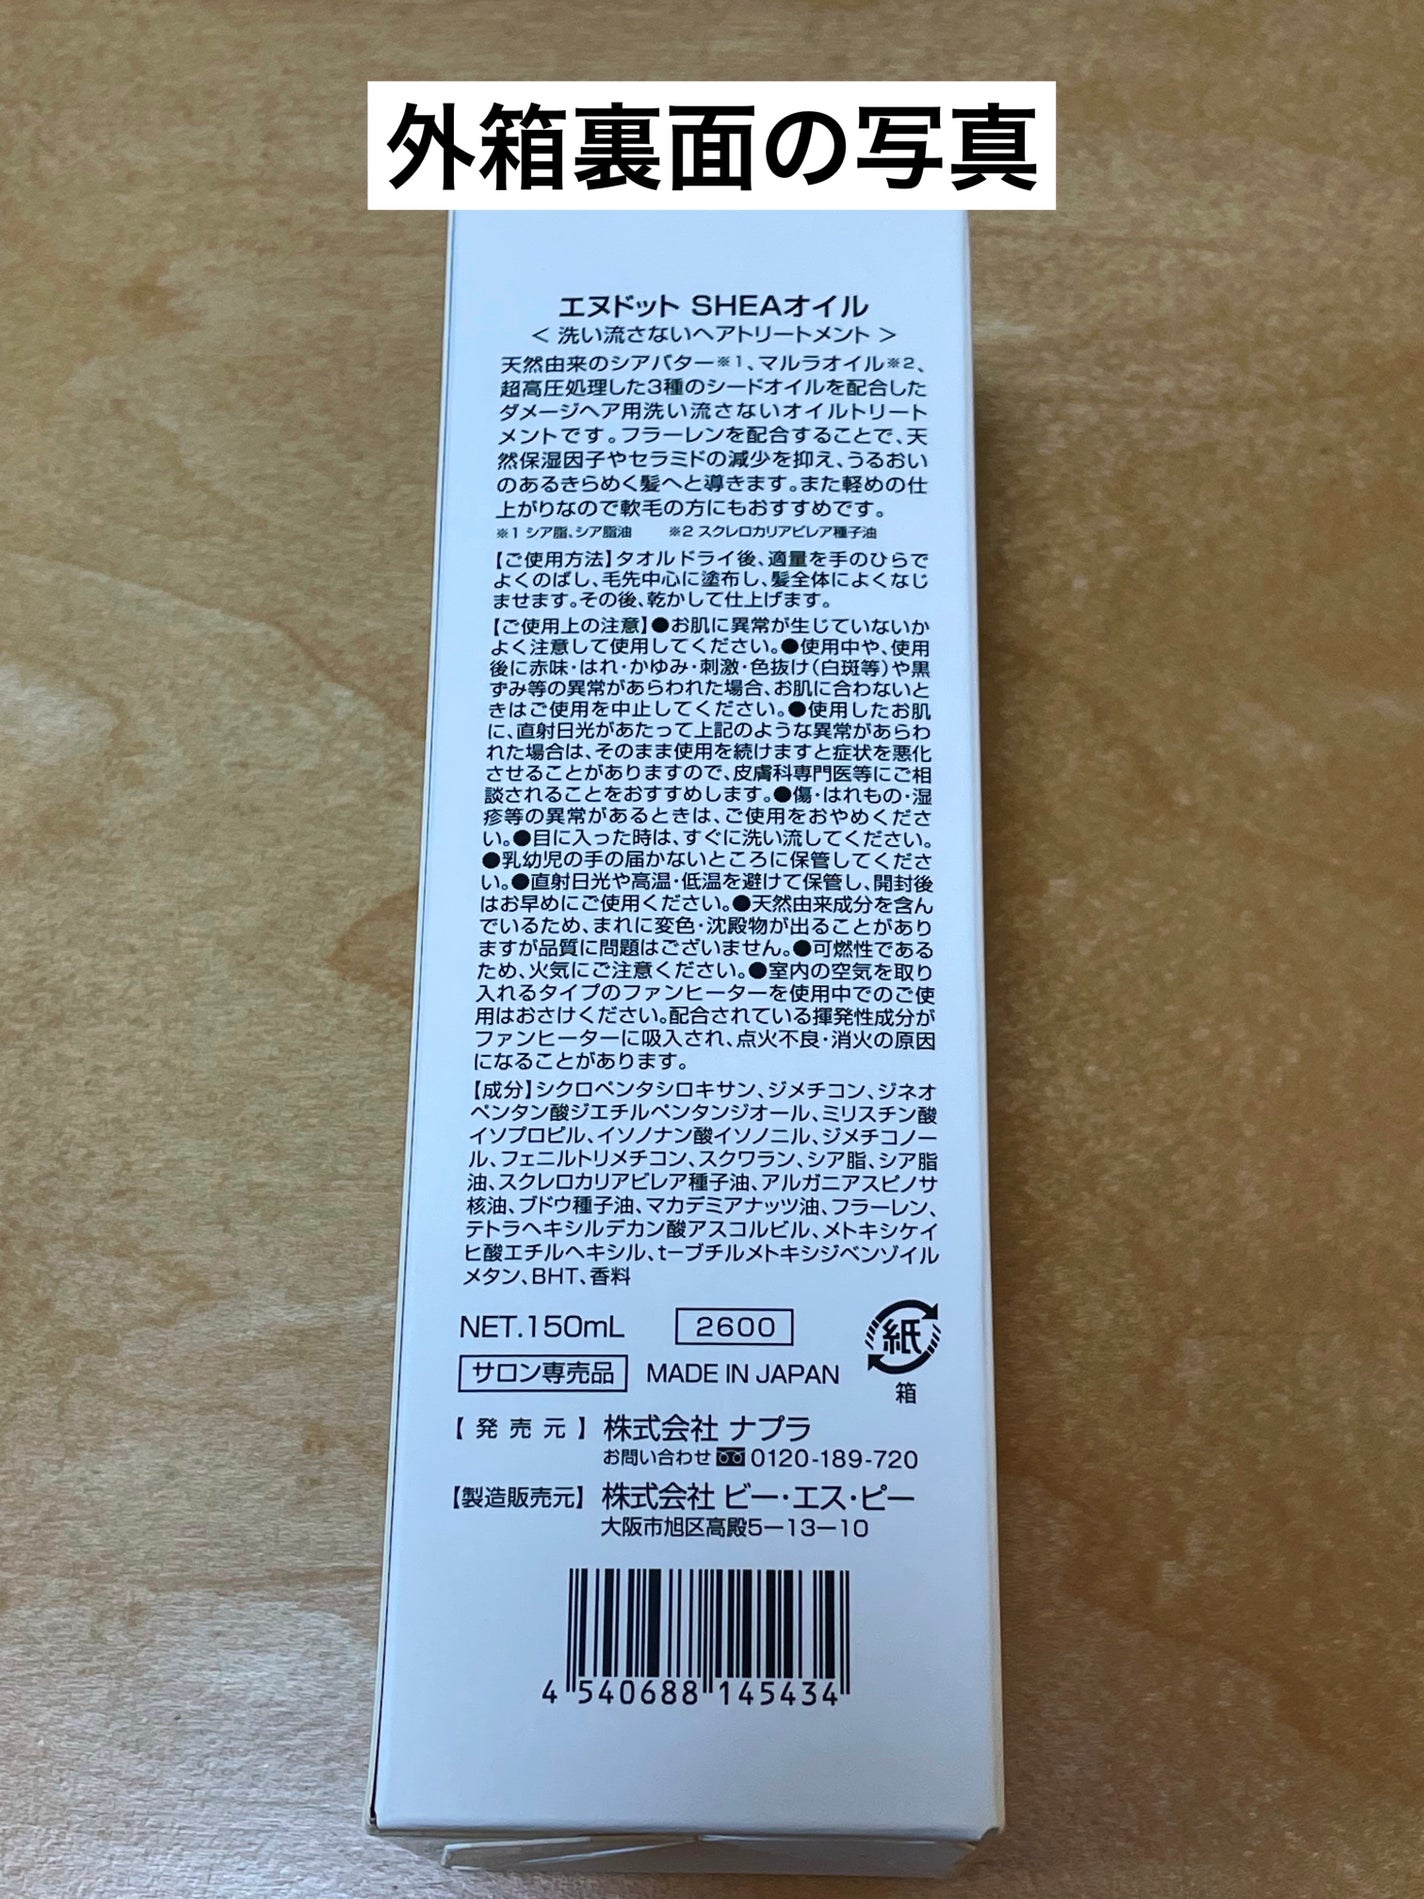 外箱裏面の写真
エヌドット SHEAオイル
＜ 洗い流さないヘアトリートメント ＞
天然由来のシアバター※1、マルラオイル※2、
超高圧処理した3種のシードオイルを配合した
ダメージヘア用洗い流さないオイルトリート
メントです。フラーレンを配合することで、天
然保湿因子やセラミドの減少を抑え、うるおい
のあるきらめく髪へと導きます。また軽めの仕
上がりなので軟毛の方にもおすすめです。
※1 シア脂、シア脂油 ※2 スクレロカリアビレア種子油
【ご使用方法】タオルドライ後、適量を手のひらで
よくのばし、毛先中心に塗布し、髪全体によくなじ
ませます。その後、乾かして仕上げます。
【ご使用上の注意】●お肌に異常が生じていないか
よく注意して使用してください。●使用中や、使用
後に赤味・はれ・かゆみ・刺激・色抜け（白斑等）や黒
ずみ等の異常があらわれた場合、お肌に合わないと
きはご使用を中止してください。●使用したお肌
に、直射日光があたって上記のような異常があらわ
れた場合は、そのまま使用を続けますと症状を悪化
させることがありますので、皮膚科専門医等にご相
談されることをおすすめします。●傷・はれもの・湿
疹等の異常があるときは、ご使用をおやめくださ
い。●目に入った時は、すぐに洗い流してください。
●乳幼児の手の届かないところに保管してくださ
い。●直射日光や高温・低温を避けて保管し、開封後
はお早めにご使用ください。●天然由来成分を含ん
でいるため、まれに変色・沈殿物が出ることがあり
ますが品質に問題はございません。●可燃性である
ため、火気にご注意ください。●室内の空気を取り
入れるタイプのファンヒーターを使用中でのご使
用はおさけください。配合されている揮発性成分が
ファンヒーターに吸入され、点火不良・消火の原因
になることがあります。
【成分】シクロペンタシロキサン、ジメチコン、ジネオ
ペンタン酸ジエチルペンタンジオール、ミリスチン酸
イソプロピル、イソノナン酸イソノニル、ジメチコノー
ル、フェニルトリメチコン、スクワラン、シア脂、シア脂
油、スクレロカリアビレア種子油、アルガニアスピノサ
核油、ブドウ種子油、マカデミアナッツ油、フラーレン、
テトラヘキシルデカン酸アスコルビル、メトキシケイ
ヒ酸エチルヘキシル、t－ブチルメトキシジベンゾイル
メタン、BHT、香料
NET.150mL 2600 紙
サロン専売品 MADE IN JAPAN 箱
【 発 売 元 】 株式会社 ナプラ
お問い合わせ 0120-189-720
【製造販売元】 株式会社 ビー・エス・ピー
大阪市旭区高殿5－13－10
4 540688 145434